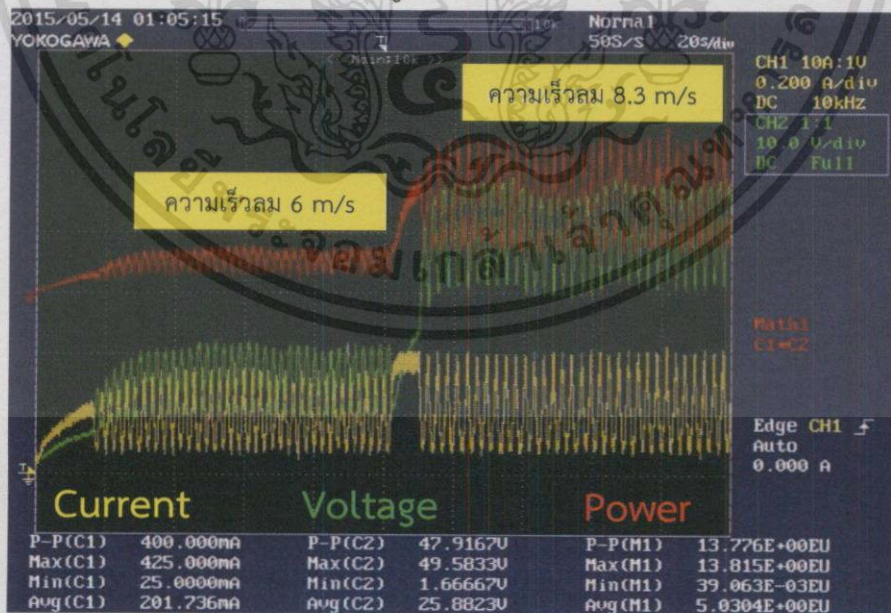 2015/05/14 01:05:15
YOKOGAWA
10k
Normal
50S/s 20s/div
<< Main:10k >>
CH1 10A:1V
0.200 A/div
DC 10kHz
CH2 1:1
10.0 V/div
DC Full
ความเร็วลม 8.3 m/s
ความเร็วลม 6 m/s
Math1
C1*C2
Edge CH1
Auto
0.000 A
Current Voltage Power
P-P(C1) 400.000mA P-P(C2) 47.9167V P-P(M1) 13.776E+00EU
Max(C1) 425.000mA Max(C2) 49.5833V Max(M1) 13.815E+00EU
Min(C1) 25.0000mA Min(C2) 1.66667V Min(M1) 39.063E-03EU
Avg(C1) 201.736mA Avg(C2) 25.8823V Avg(M1) 5.0304E+00EU